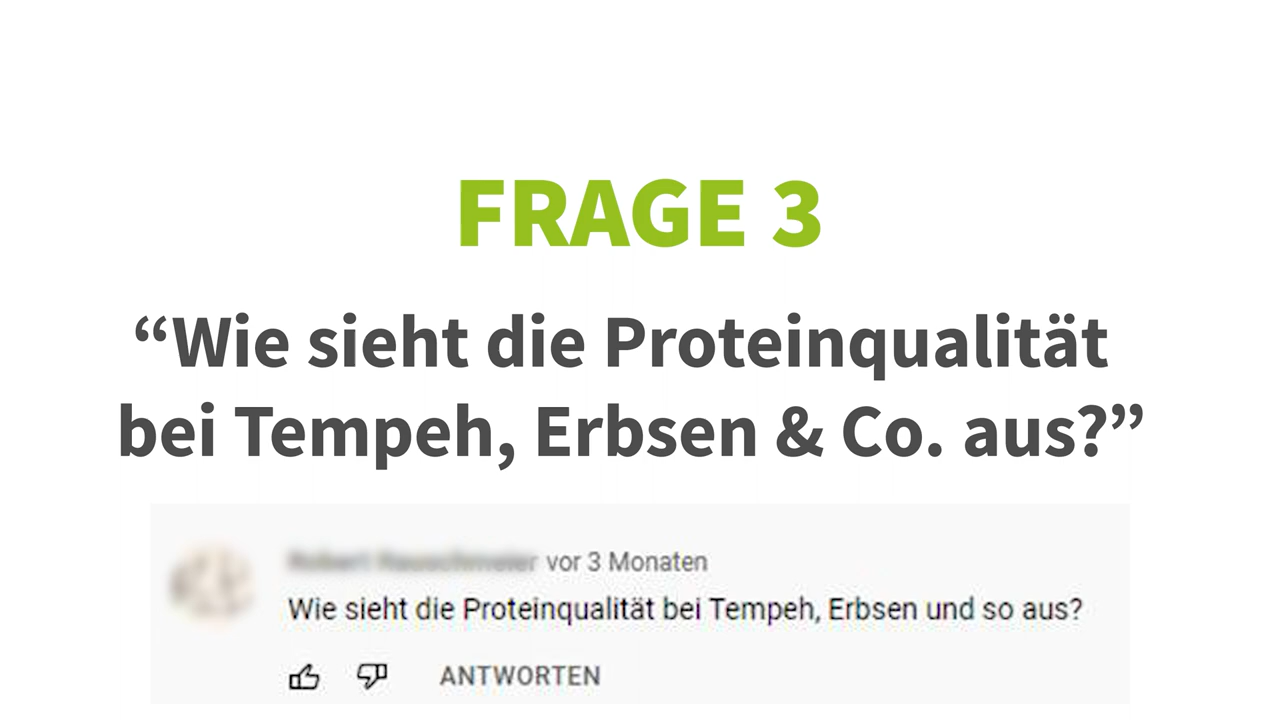 FRAGE 3
“Wie sieht die Proteinqualität
bei Tempeh, Erbsen & Co. aus?”
vor 3 Monaten
Wie sieht die Proteinqualität bei Tempeh, Erbsen und so aus?
ANTWORTEN